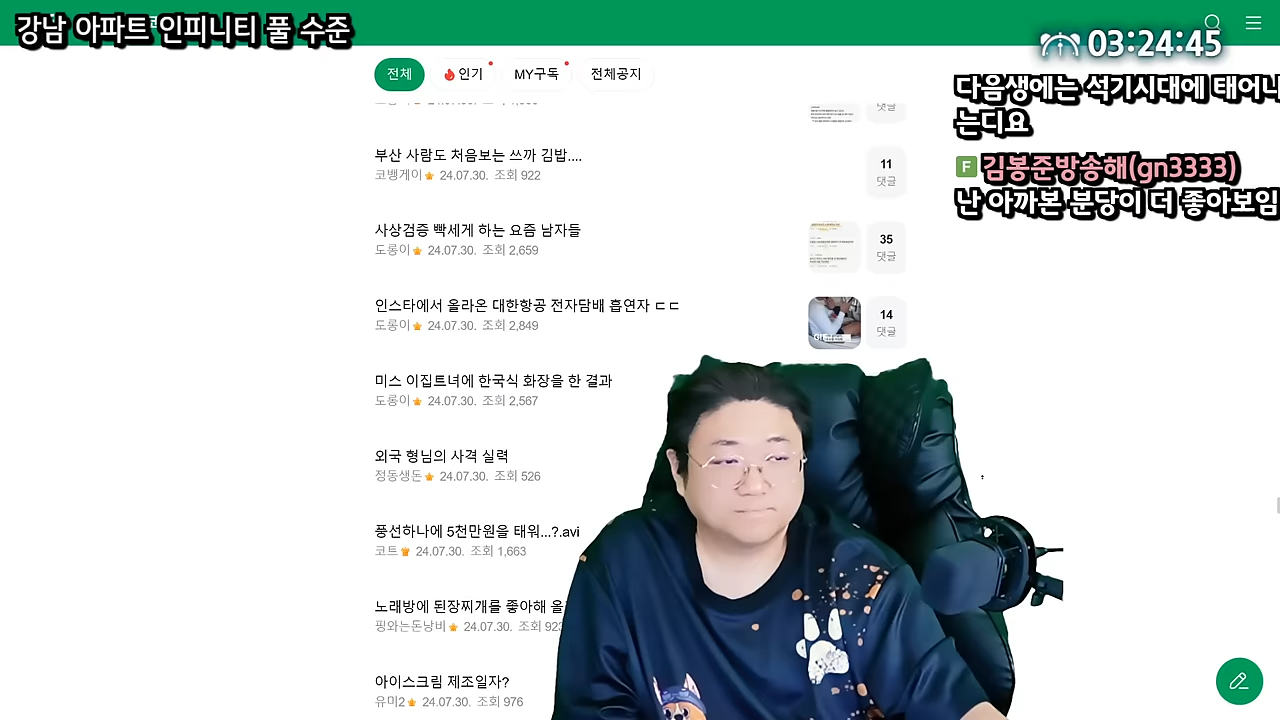 강남 아파트 인피니티 풀 수준
03:24:45
전체
인기
MY구독
전체공지
다음생에는 석기시대에 태어나
는디요
F 김봉준방송해(gn3333)
난 아까본 분당이 더 좋아보임
댓글
부산 사람도 처음보는 쓰까 김밥....
코벵게이 24.07.30. 조회 922
11
댓글
사상검증 빡세게 하는 요즘 남자들
도롱이 24.07.30. 조회 2,659
35
댓글
인스타에서 올라온 대한항공 전자담배 흡연자 ㄷㄷ
도롱이 24.07.30. 조회 2,849
14
댓글
미스 이집트녀에 한국식 화장을 한 결과
도롱이 24.07.30. 조회 2,567
외국 형님의 사격 실력
정동생돈 24.07.30. 조회 526
풍선하나에 5천만원을 태워...?.avi
코트 24.07.30. 조회 1,663
노래방에 된장찌개를 좋아해 올
핑와는돈낭비 24.07.30. 조회 923
아이스크림 제조일자?
유미2 24.07.30. 조회 976